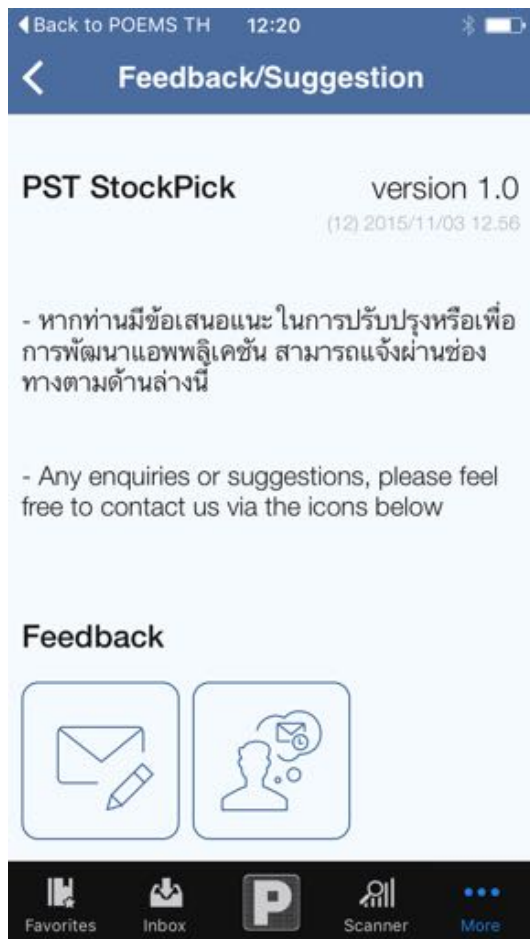 Back to POEMS TH 12:20
Feedback/Suggestion
PST StockPick version 1.0
(12) 2015/11/03 12.56
- หากท่านมีข้อเสนอแนะ ในการปรับปรุงหรือเพื่อ
การพัฒนาแอพพลิเคชัน สามารถแจ้งผ่านช่อง
ทางตามด้านล่างนี้
- Any enquiries or suggestions, please feel
free to contact us via the icons below
Feedback
P
Favorites Inbox Scanner More